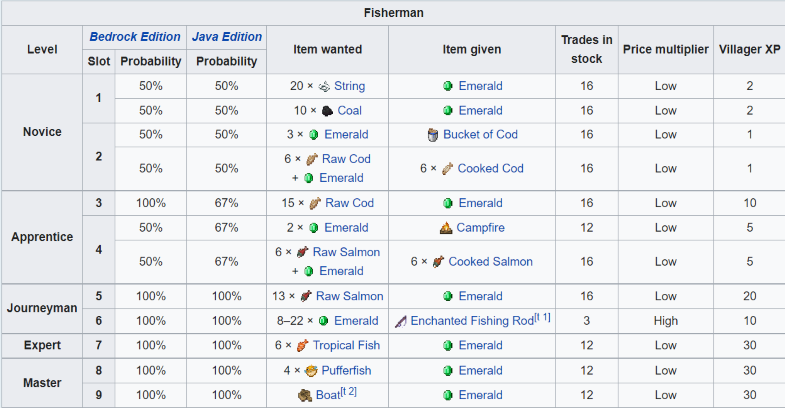 Fisherman
Level Bedrock Edition Java Edition Item wanted Item given Trades in stock Price multiplier Villager XP
Slot Probability Probability
Novice
1 50% 50% 20 × String Emerald 16 Low 2
50% 50% 10 × Coal Emerald 16 Low 2
2 50% 50% 3 × Emerald Bucket of Cod 16 Low 1
50% 50% 6 × Raw Cod + Emerald 6 × Cooked Cod 16 Low 1
Apprentice
3 100% 67% 15 × Raw Cod Emerald 16 Low 10
4 50% 67% 2 × Emerald Campfire 12 Low 5
50% 67% 6 × Raw Salmon + Emerald 6 × Cooked Salmon 16 Low 5
Journeyman
5 100% 100% 13 × Raw Salmon Emerald 16 Low 20
6 100% 100% 8–22 × Emerald Enchanted Fishing Rod[t 1] 3 High 10
Expert
7 100% 100% 6 × Tropical Fish Emerald 12 Low 30
Master
8 100% 100% 4 × Pufferfish Emerald 12 Low 30
9 100% 100% Boat[t 2] Emerald 12 Low 30